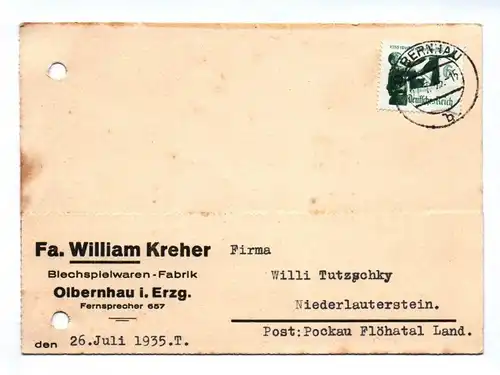 OLBERNHAU
Deutsches Reich
b
Fa. William Kreher
Blechspielwaren-Fabrik
Olbernhau i. Erzg.
Fernsprecher 657
den 26.Juli 1935.T.
Firma
Willi Tutzschky
Niederlauterstein.
Post:Pockau Flöhatal Land.